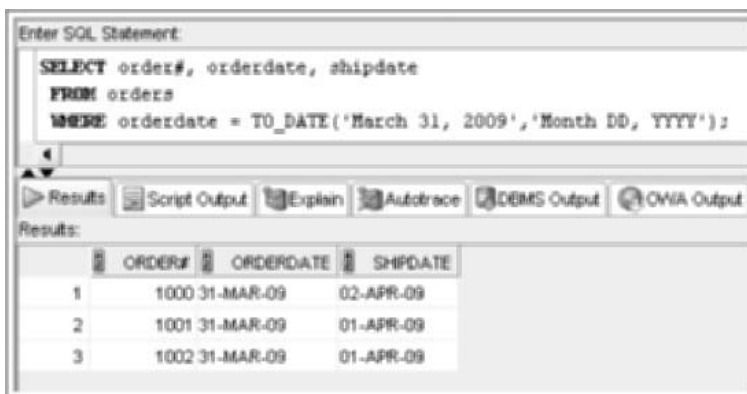 Enter SQL Statement:
SELECT order#, orderdate, shipdate
FROM orders
WHERE orderdate = TO_DATE('March 31, 2009','Month DD, YYYY');
Results Script Output Explain Autotrace DBMS Output OWA Output
Results:
ORDER# ORDERDATE SHIPDATE
1 1000 31-MAR-09 02-APR-09
2 1001 31-MAR-09 01-APR-09
3 1002 31-MAR-09 01-APR-09